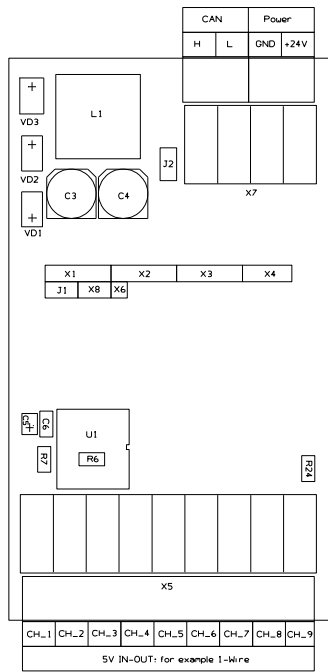 CAN Power
H L GND +24V
VD3
L1
VD2
J2
C3 C4
X7
VD1
X1 X2 X3 X4
J1 X8 X6
C5 C6
U1
R7 R6 R24
X5
CH_1 CH_2 CH_3 CH_4 CH_5 CH_6 CH_7 CH_8 CH_9
5V IN-OUT: for example 1-Wire